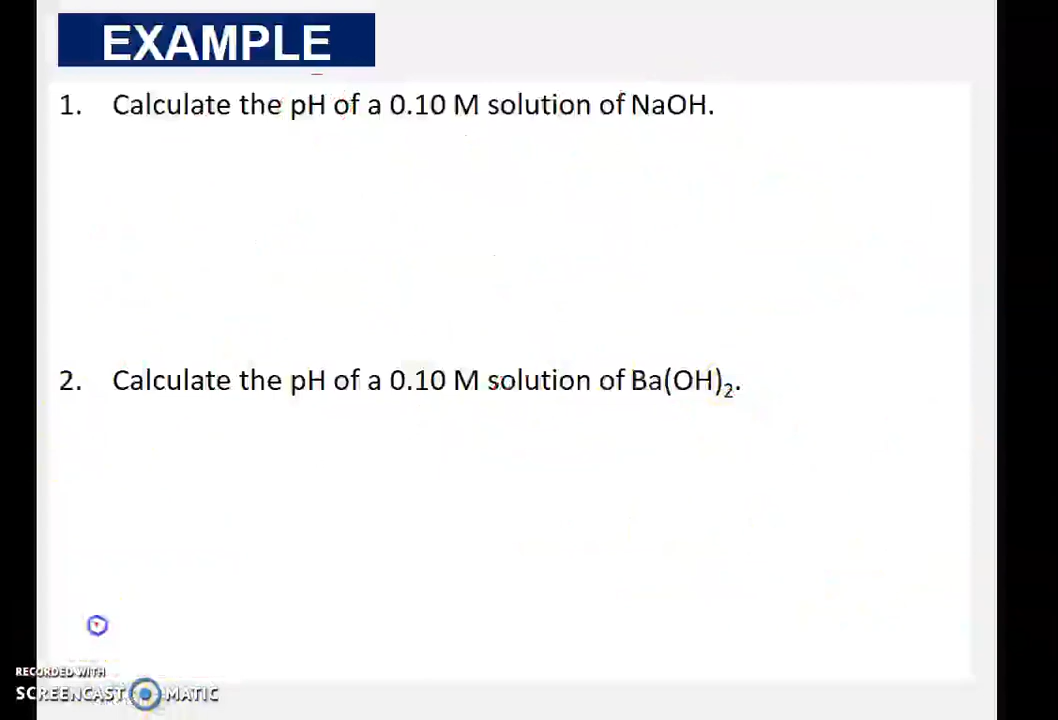 EXAMPLE
1. Calculate the pH of a 0.10 M solution of NaOH.
2. Calculate the pH of a 0.10 M solution of Ba(OH)₂.
RECORDED WITH
SCREENCAST MATIC